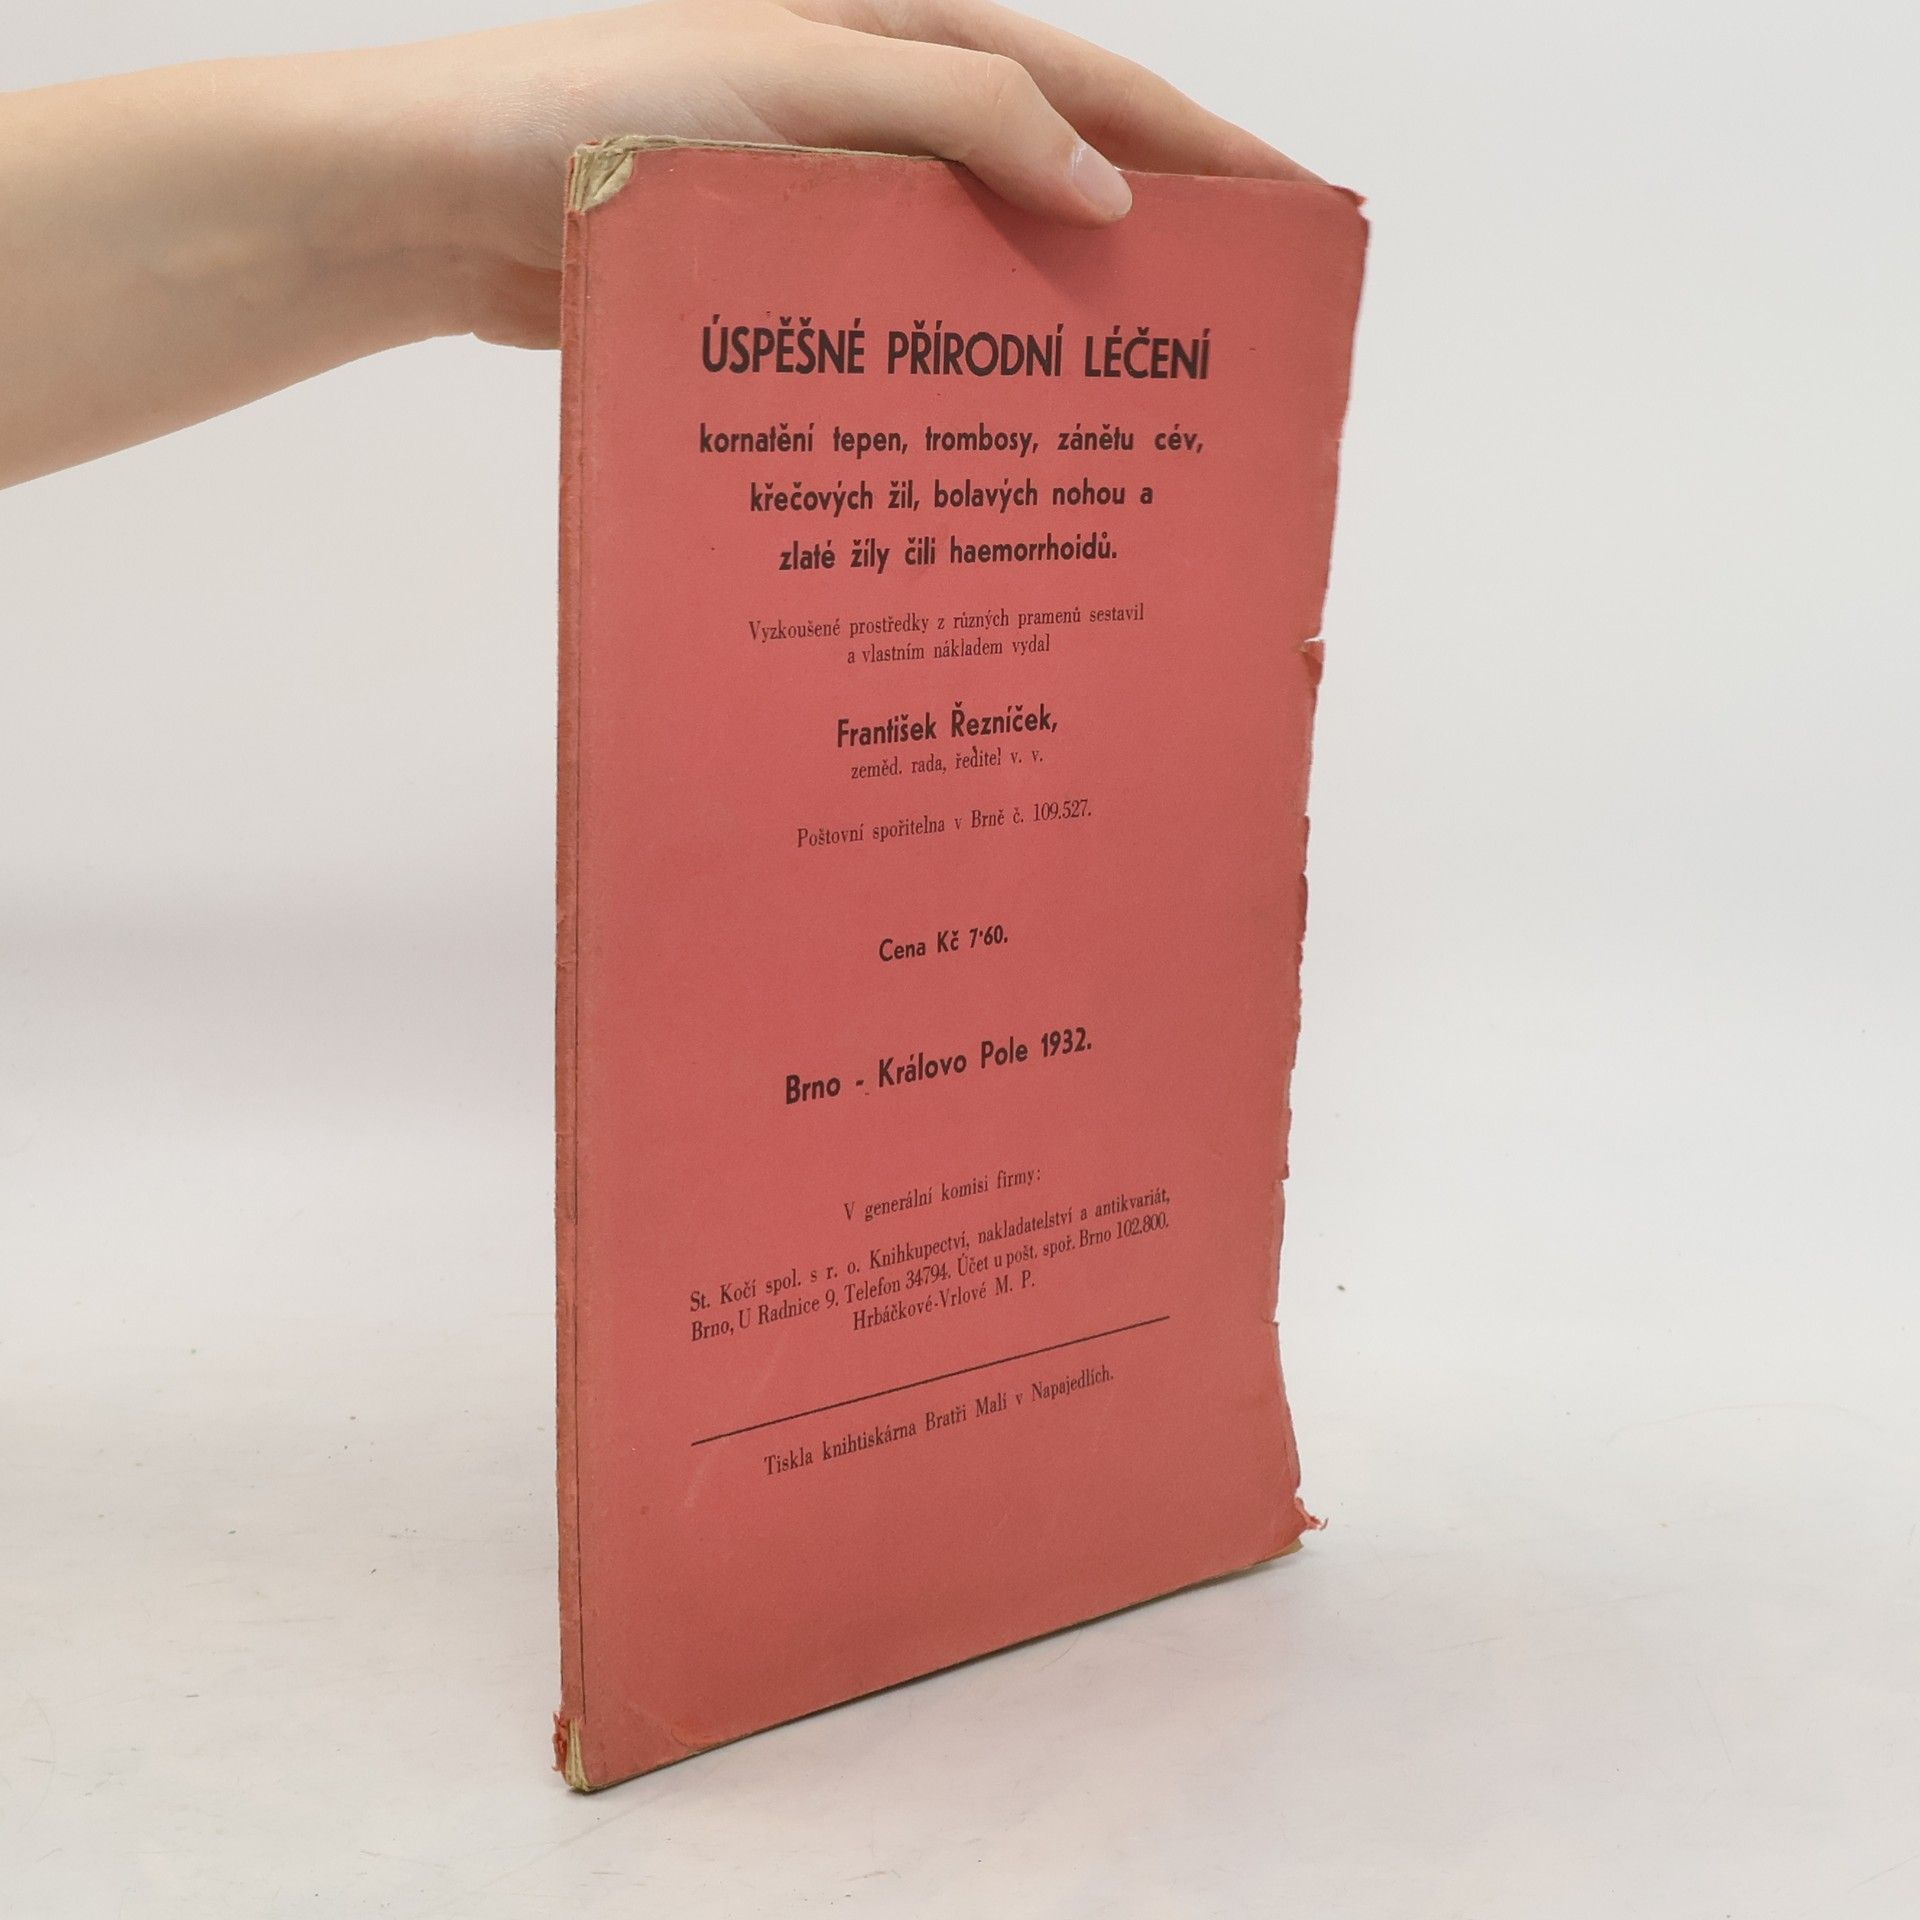 ÚSPĚŠNÉ PŘÍRODNÍ LÉČENÍ
kornatění tepen, trombosy, zánětu cév,
křečových žil, bolavých nohou a
zlaté žíly čili haemorrhoidů.
Vyzkoušené prostředky z různých pramenů sestavil
a vlastním nákladem vydal
František Řezníček,
zeměd. rada, ředitel v. v.
Poštovní spořitelna v Brně č. 109.527.
Cena Kč 7·60.
Brno - Královo Pole 1932.
V generální komisi firmy:
St. Kočí spol. s r. o. Knihkupectví, nakladatelství a antikvariát,
Brno, U Radnice 9. Telefon 34794. Účet u pošt. spoř. Brno 102.800.
Hrbáčkové-Vrlové M. P.
Tiskla knihtiskárna Bratři Malí v Napajedlích.